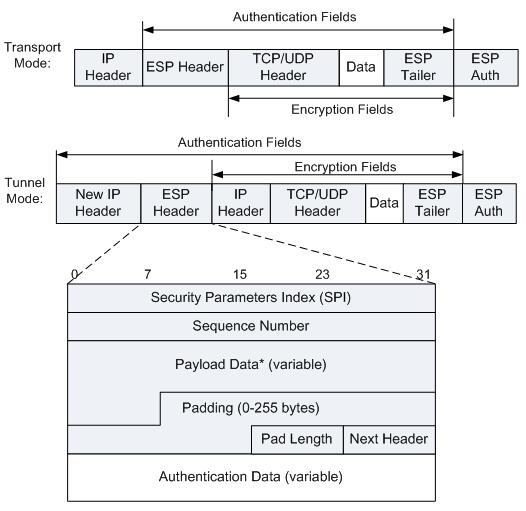 Authentication Fields
Transport
Mode:
IP
Header
ESP Header
TCP/UDP
Header
Data
ESP
Tailer
ESP
Auth
Encryption Fields
Authentication Fields
Encryption Fields
Tunnel
Mode:
New IP
Header
ESP
Header
IP
Header
TCP/UDP
Header
Data
ESP
Tailer
ESP
Auth
0 7 15 23 31
Security Parameters Index (SPI)
Sequence Number
Payload Data* (variable)
Padding (0-255 bytes)
Pad Length Next Header
Authentication Data (variable)